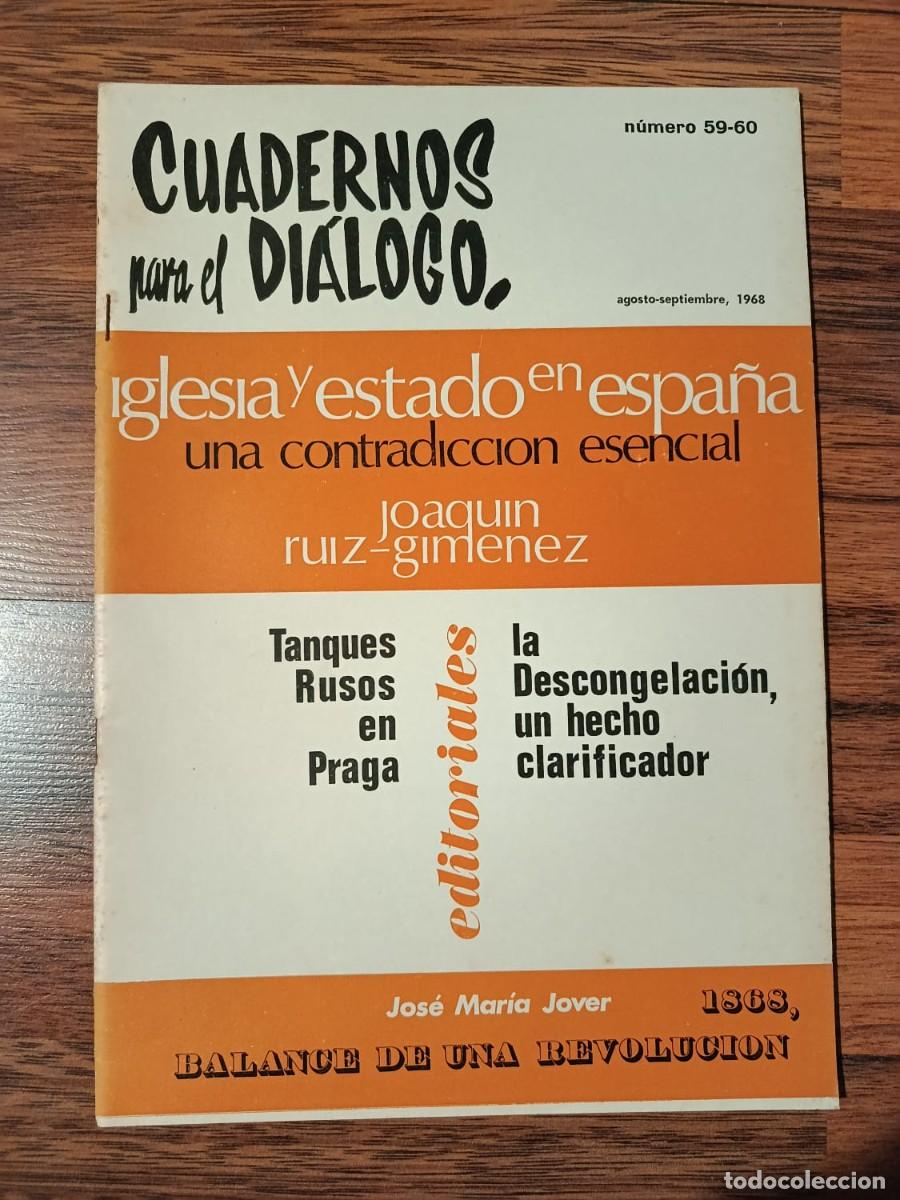 CUADERNOS
para el DIÁLOGO.
número 59-60
agosto-septiembre, 1968
iglesia y estado en españa
una contradiccion esencial
joaquin
ruiz-gimenez
Tanques
Rusos
en
Praga
editoriales
la
Descongelación,
un hecho
clarificador
José María Jover 1868,
BALANCE DE UNA REVOLUCION
todocoleccion